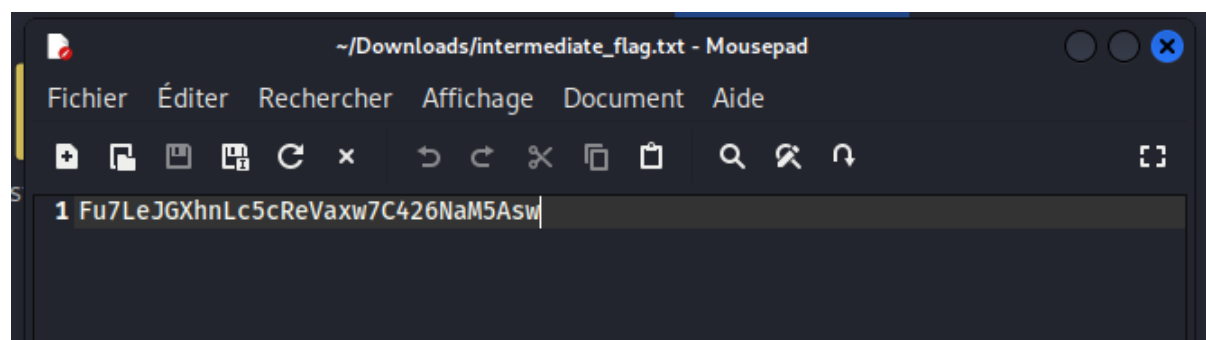 ~/Downloads/intermediate_flag.txt - Mousepad
Fichier Éditer Rechercher Affichage Document Aide
1 Fu7LeJGXhnLc5cReVaxw7C426NaM5Asw